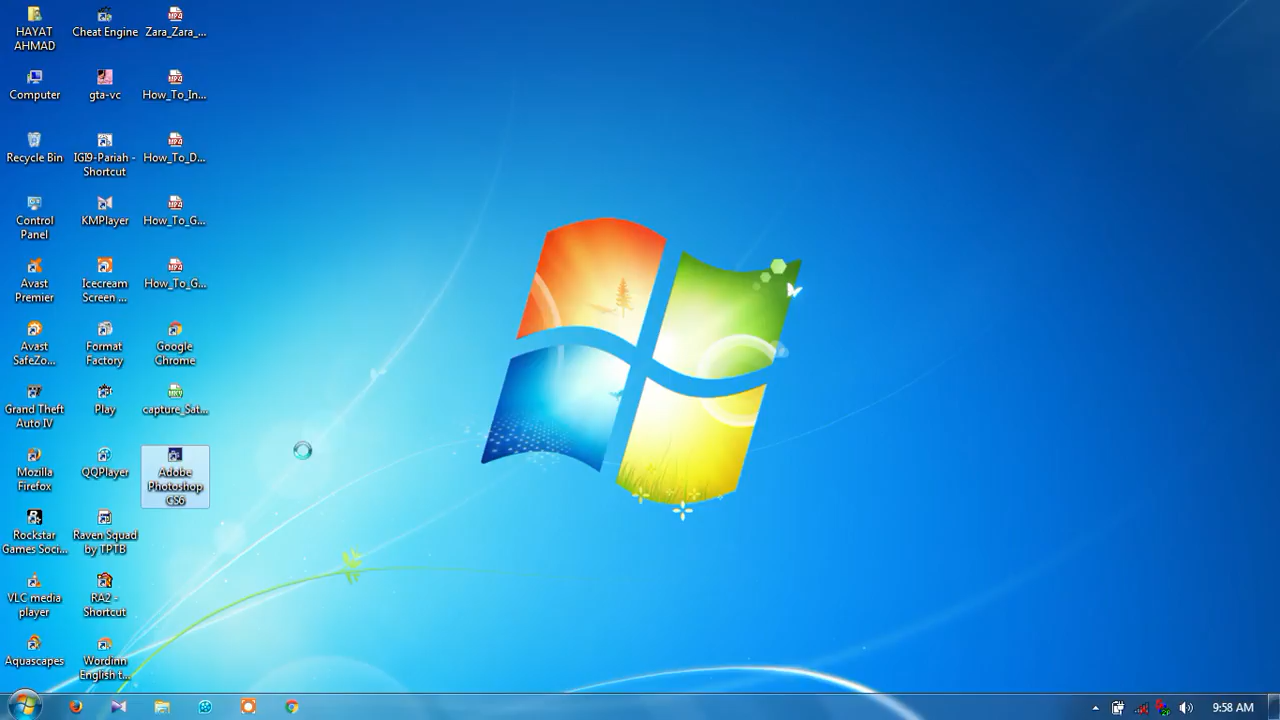 HAYAT
AHMAD
Computer
Recycle Bin
Control
Panel
Avast
Premier
Avast
SafeZo...
Grand Theft
Auto IV
Mozilla
Firefox
Rockstar
Games Soci...
VLC media
player
Aquascapes
Cheat Engine
gta-vc
IGI9-Pariah -
Shortcut
KMPlayer
Icecream
Screen ...
Format
Factory
Play
QQPlayer
Raven Squad
by TPTB
RA2 -
Shortcut
Wordinn
English t...
Zara_Zara_...
How_To_In...
How_To_D...
How_To_G...
How_To_G...
Google
Chrome
capture_Sat...
Adobe
Photoshop
CS6
9:58 AM